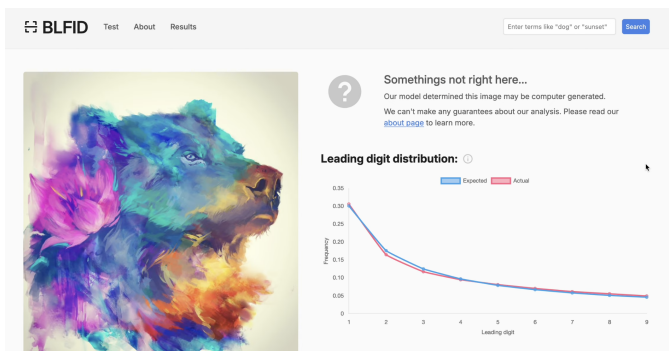 BLFID Test About Results Enter terms like "dog" or "sunset" Search
?
Somethings not right here...
Our model determined this image may be computer generated.
We can't make any guarantees about our analysis. Please read our
about page to learn more.
Leading digit distribution:
Expected Actual
0.35
0.30
0.25
0.20
0.15
0.10
0.05
0
Frequency
1 2 3 4 5 6 7 8 9
Leading digit